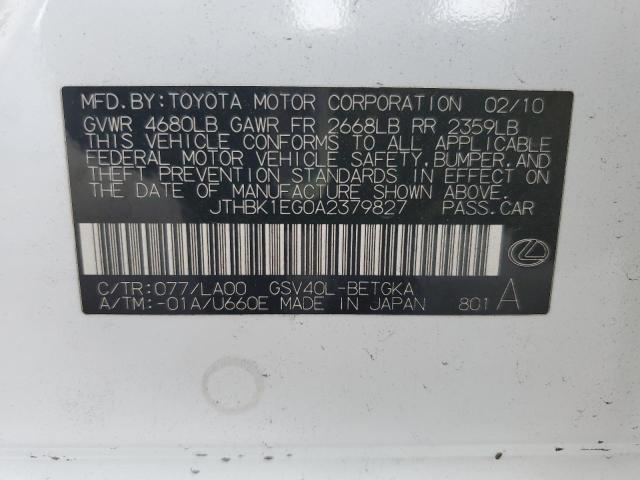 MFD.BY:TOYOTA MOTOR CORPORATION 02/10
GVWR 4680LB GAWR FR 2668LB RR 2359LB
THIS VEHICLE CONFORMS TO ALL APPLICABLE
FEDERAL MOTOR VEHICLE SAFETY,BUMPER,AND
THEFT PREVENTION STANDARDS IN EFFECT ON
THE DATE OF MANUFACTURE SHOWN ABOVE.
JTHBK1EG0A2379827 PASS.CAR
C/TR:077/LA00 GSV40L-BETGKA
A/TM:-01A/U660E MADE IN JAPAN 801 A